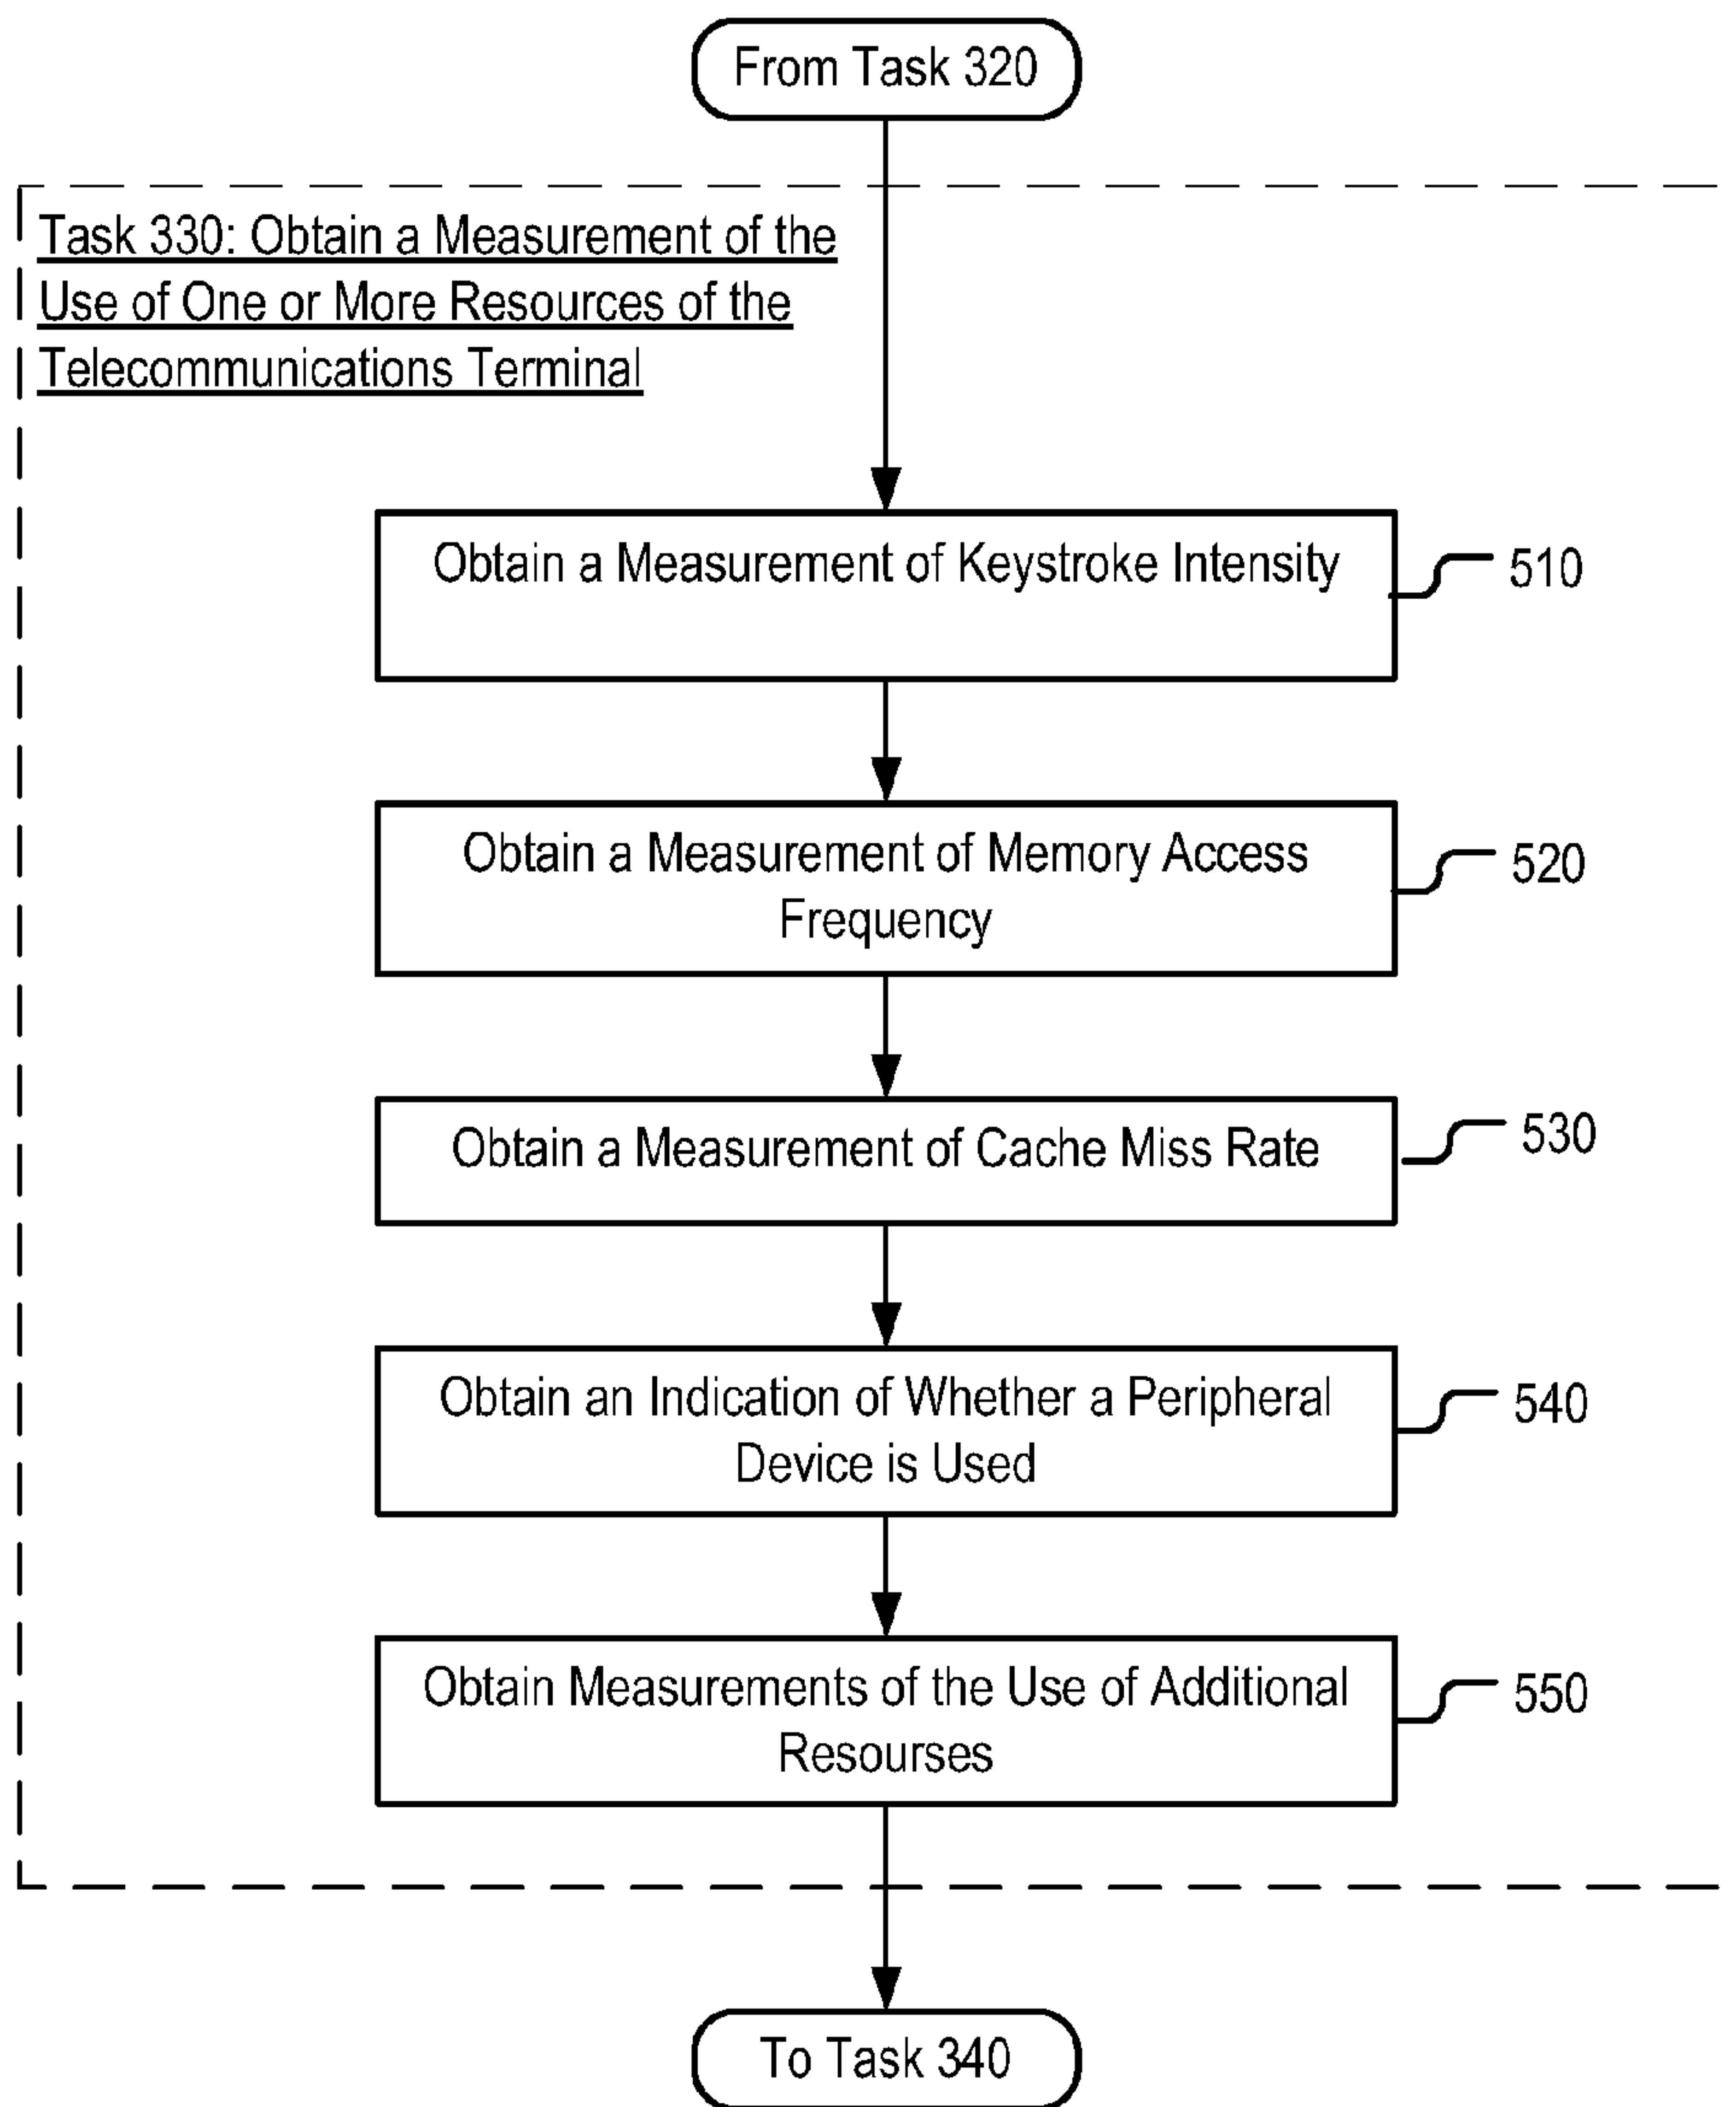 From Task 320
Task 330: Obtain a Measurement of the
Use of One or More Resources of the
Telecommunications Terminal
Obtain a Measurement of Keystroke Intensity
510
Obtain a Measurement of Memory Access
Frequency
520
Obtain a Measurement of Cache Miss Rate
530
Obtain an Indication of Whether a Peripheral
Device is Used
540
Obtain Measurements of the Use of Additional
Resourses
550
To Task 340